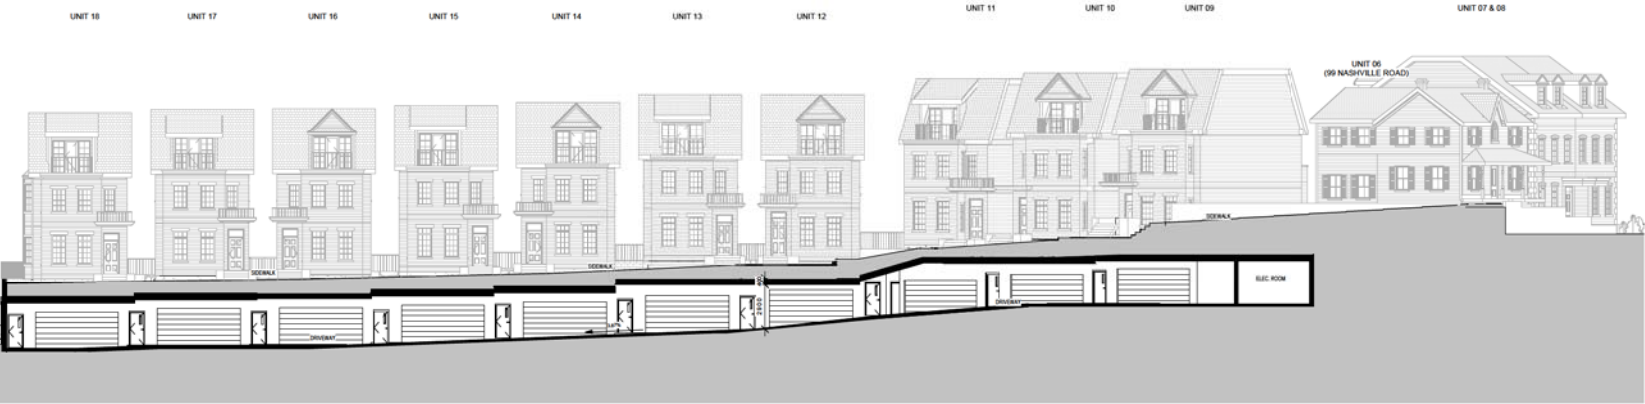 UNIT 18
UNIT 17
UNIT 16
UNIT 15
UNIT 14
UNIT 13
UNIT 12
UNIT 11
UNIT 10
UNIT 09
UNIT 07 & 08
UNIT 06
(99 NASHVILLE ROAD)
SIDEWALK
SIDEWALK
SIDEWALK
2900
ELEC. ROOM
DRIVEWAY
DRIVEWAY